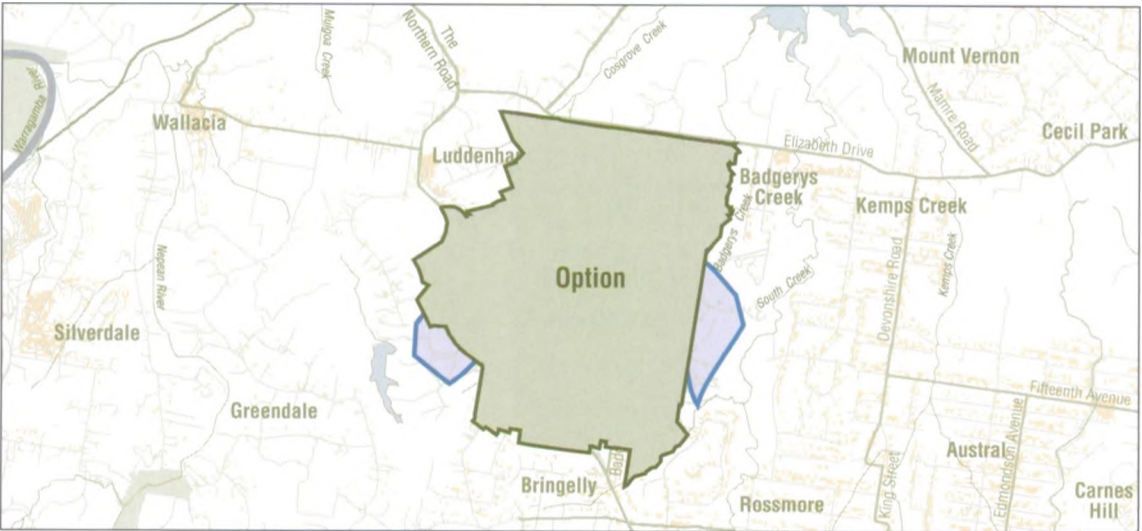 Mulgoa Creek
The
Northern Road
Cosgrove Creek
Mount Vernon
Mamre Road
Cecil Park
Warragamba
River
Wallacia
Luddenha
Elizabeth Drive
Badgerys
Creek
Kemps Creek
Badgerys Creek
Option
Nepean River
South Creek
Devonshire Road
Kemps Creek
Silverdale
Greendale
Fifteenth Avenue
Edmondson Avenue
Austral
King Street
Bringelly
Badg
Rossmore
Carnes
Hill